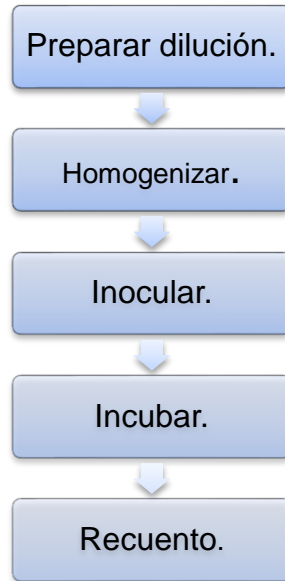 Preparar dilución.
Homogenizar.
Inocular.
Incubar.
Recuento.